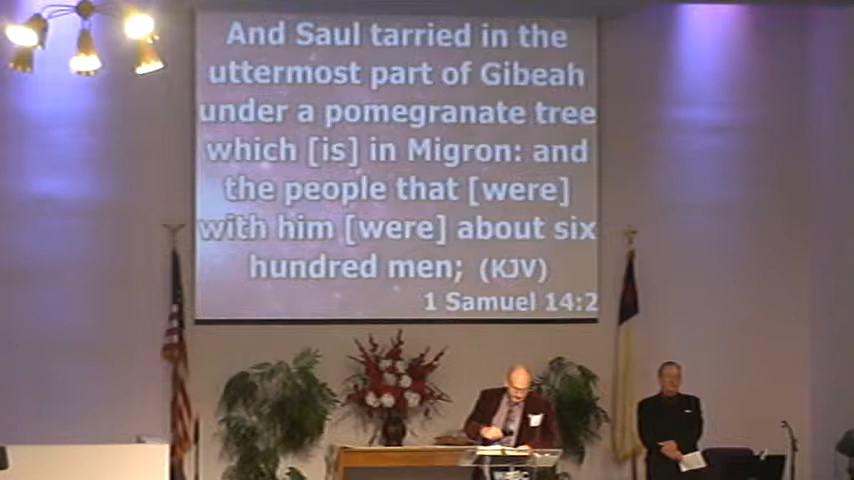 And Saul tarried in the
uttermost part of Gibeah
under a pomegranate tree
which [is] in Migron: and
the people that [were]
with him [were] about six
hundred men; (KJV)
1 Samuel 14:2